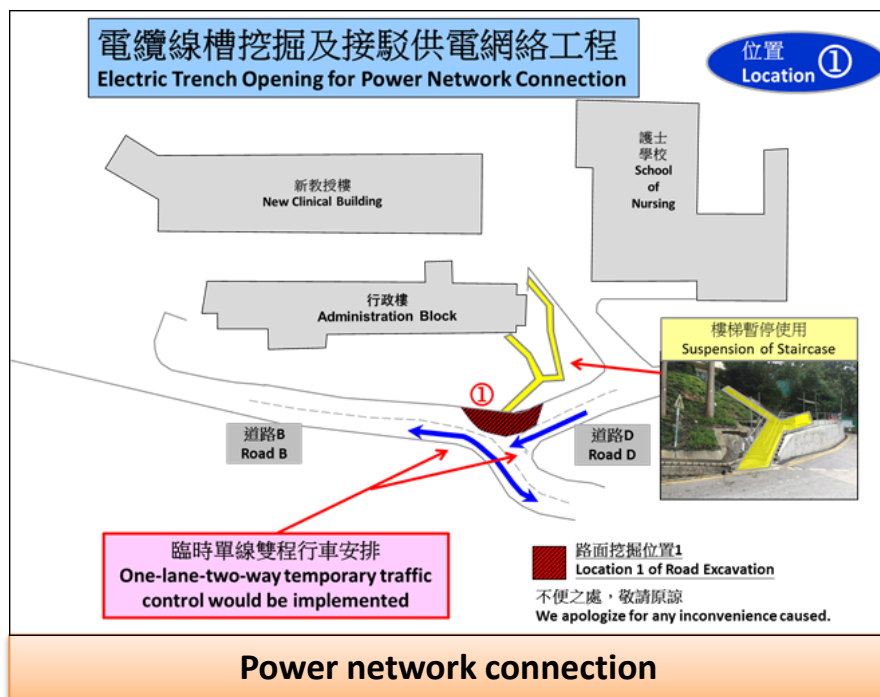 電纜線槽挖掘及接駁供電網絡工程
Electric Trench Opening for Power Network Connection
位置
Location ①
護士
學校
School
of
Nursing
新教授樓
New Clinical Building
行政樓
Administration Block
樓梯暫停使用
Suspension of Staircase
①
道路B
Road B
道路D
Road D
臨時單線雙程行車安排
One-lane-two-way temporary traffic
control would be implemented
路面挖掘位置1
Location 1 of Road Excavation
不便之處，敬請原諒
We apologize for any inconvenience caused.
Power network connection